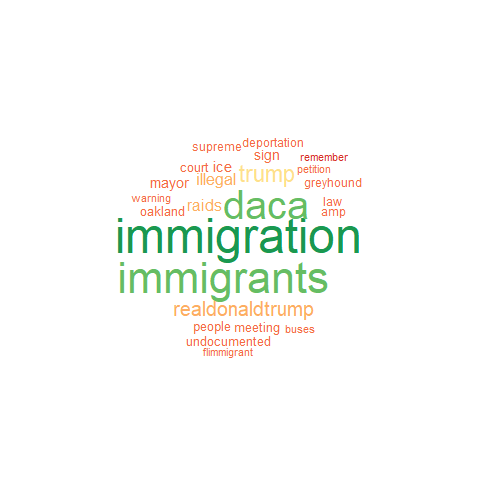 supreme deportation
sign remember
court ice petition
mayor illegal trump greyhound
warning
oakland raids daca law
amp
immigration
immigrants
realdonaldtrump
people meeting buses
undocumented
flimmigrant